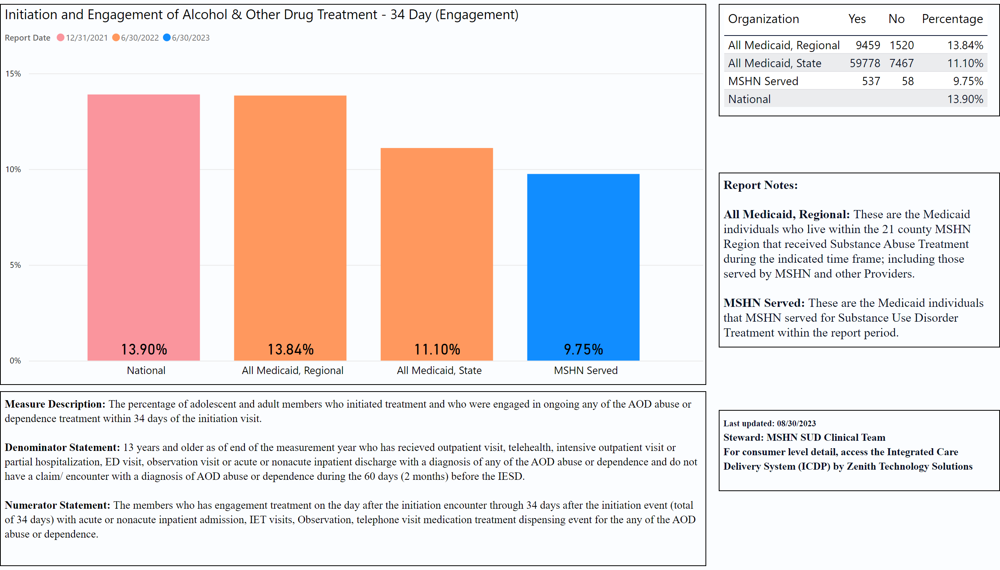 Initiation and Engagement of Alcohol & Other Drug Treatment - 34 Day (Engagement)
Report Date 12/31/2021 6/30/2022 6/30/2023
15%
10%
5%
0%
13.90% 13.84% 11.10% 9.75%
National All Medicaid, Regional All Medicaid, State MSHN Served
Measure Description: The percentage of adolescent and adult members who initiated treatment and who were engaged in ongoing any of the AOD abuse or
dependence treatment within 34 days of the initiation visit.
Denominator Statement: 13 years and older as of end of the measurement year who has recieved outpatient visit, telehealth, intensive outpatient visit or
partial hospitalization, ED visit, observation visit or acute or nonacute inpatient discharge with a diagnosis of any of the AOD abuse or dependence and do not
have a claim/ encounter with a diagnosis of AOD abuse or dependence during the 60 days (2 months) before the IESD.
Numerator Statement: The members who has engagement treatment on the day after the initiation encounter through 34 days after the initiation event (total
of 34 days) with acute or nonacute inpatient admission, IET visits, Observation, telephone visit medication treatment dispensing event for the any of the AOD
abuse or dependence.
Organization Yes No Percentage
All Medicaid, Regional 9459 1520 13.84%
All Medicaid, State 59778 7467 11.10%
MSHN Served 537 58 9.75%
National 13.90%
Report Notes:
All Medicaid, Regional: These are the Medicaid
individuals who live within the 21 county MSHN
Region that received Substance Abuse Treatment
during the indicated time frame; including those
served by MSHN and other Providers.
MSHN Served: These are the Medicaid individuals
that MSHN served for Substance Use Disorder
Treatment within the report period.
Last updated: 08/30/2023
Steward: MSHN SUD Clinical Team
For consumer level detail, access the Integrated Care
Delivery System (ICDP) by Zenith Technology Solutions